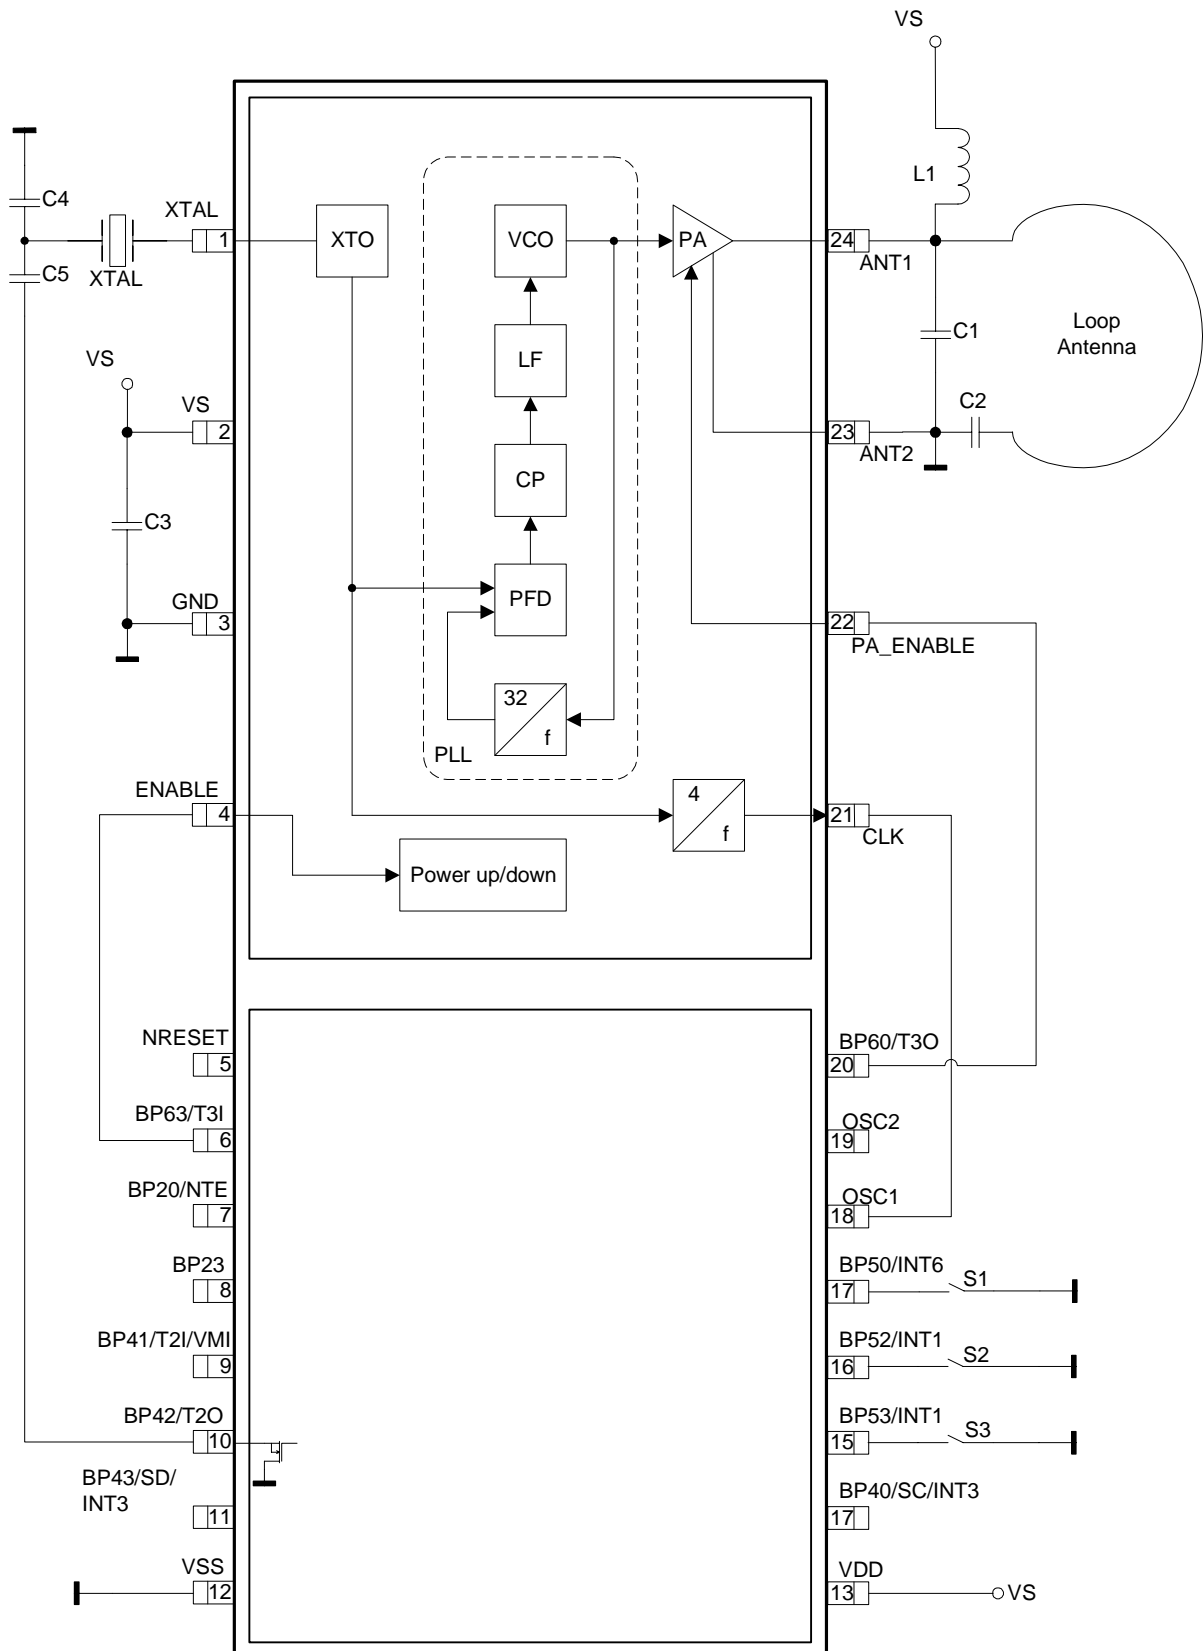 VS
L1
C4
XTAL
1
XTO
VCO
PA
24
ANT1
C5
XTAL
C1
Loop
Antenna
VS
LF
VS
2
C2
23
ANT2
CP
C3
GND
3
PFD
22
PA_ENABLE
32
f
PLL
ENABLE
4
4
f
21
CLK
Power up/down
NRESET
5
BP60/T3O
20
BP63/T3I
6
OSC2
19
BP20/NTE
7
OSC1
18
BP23
8
BP50/INT6
17
S1
BP41/T2I/VMI
9
BP52/INT1
16
S2
BP42/T2O
10
BP53/INT1
15
S3
BP43/SD/
INT3
11
BP40/SC/INT3
17
VSS
12
VDD
13
VS